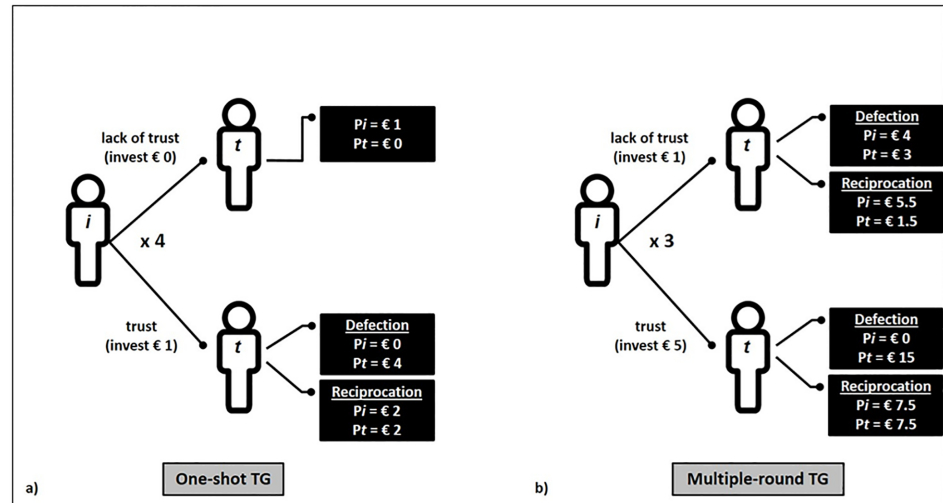 lack of trust
(invest € 0)
t
Pi = € 1
Pt = € 0
i
x 4
trust
(invest € 1)
t
Defection
Pi = € 0
Pt = € 4
Reciprocation
Pi = € 2
Pt = € 2
a)
One-shot TG
lack of trust
(invest € 1)
t
Defection
Pi = € 4
Pt = € 3
Reciprocation
Pi = € 5.5
Pt = € 1.5
i
x 3
trust
(invest € 5)
t
Defection
Pi = € 0
Pt = € 15
Reciprocation
Pi = € 7.5
Pt = € 7.5
b)
Multiple-round TG